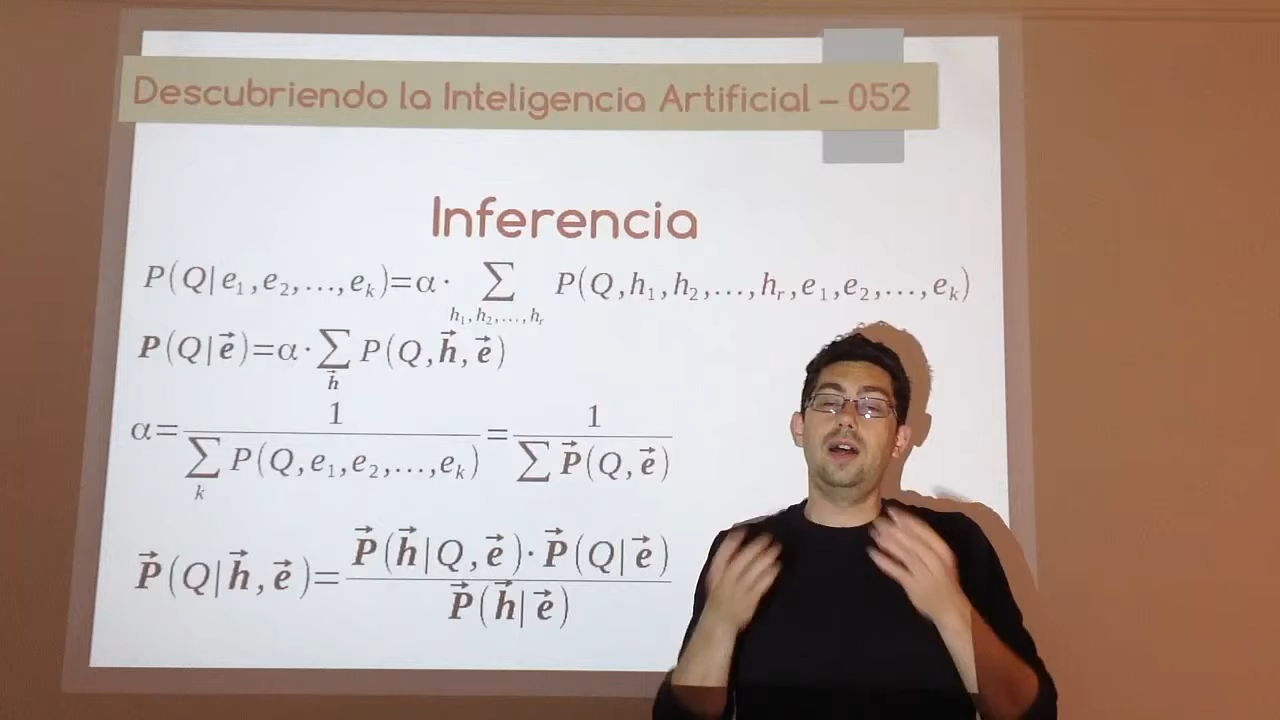 Descubriendo la Inteligencia Artificial – 052
Inferencia
P(Q|e₁,e₂,…,eₖ)=α· ∑ P(Q,h₁,h₂,…,hᵣ,e₁,e₂,…,eₖ)
h₁,h₂,…,hᵣ
P(Q|e⃗)=α·∑ P(Q,h⃗,e⃗)
h⃗
α= 1 / ∑ P(Q,e₁,e₂,…,eₖ) = 1 / ∑ P⃗(Q,e⃗)
k
P⃗(Q|h⃗,e⃗)= P⃗(h⃗|Q,e⃗)·P⃗(Q|e⃗) / P⃗(h⃗|e⃗)